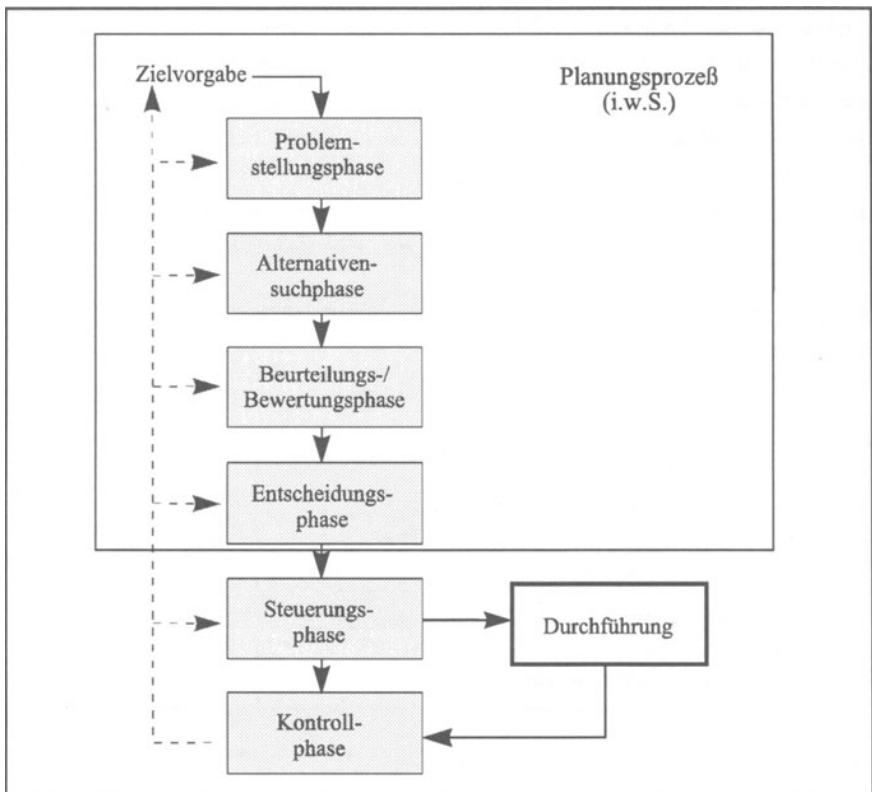 Zielvorgabe
Planungsprozeß
(i.w.S.)
Problem-
stellungsphase
Alternativen-
suchphase
Beurteilungs-/
Bewertungsphase
Entscheidungs-
phase
Steuerungs-
phase
Durchführung
Kontroll-
phase